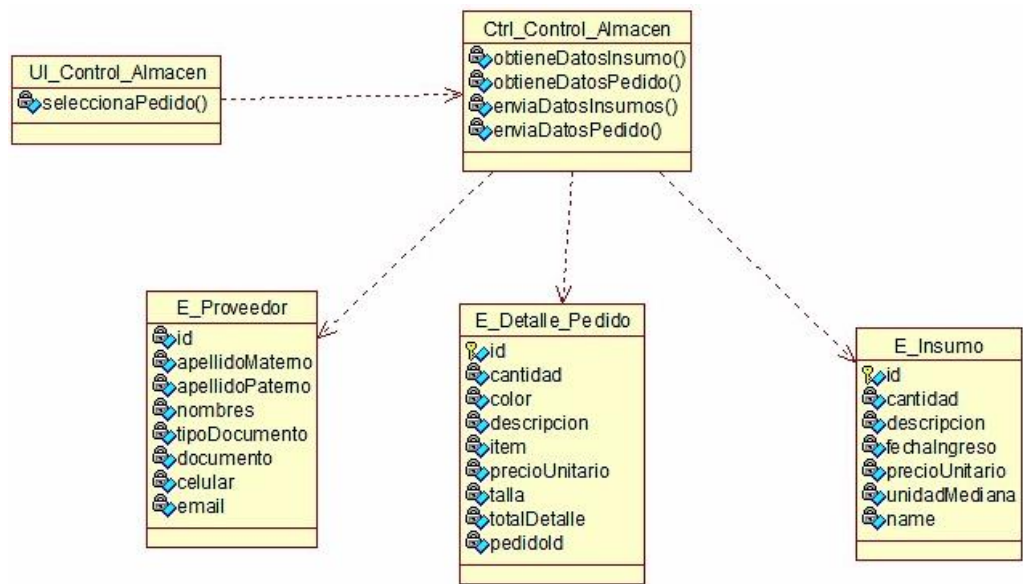 UI_Control_Almacen
seleccionaPedido()
Ctrl_Control_Almacen
obtieneDatosInsumo()
obtieneDatosPedido()
enviaDatosInsumos()
enviaDatosPedido()
E_Proveedor
id
apellidoMaterno
apellidoPaterno
nombres
tipoDocumento
documento
celular
email
E_Detalle_Pedido
id
cantidad
color
descripcion
item
precioUnitario
talla
totalDetalle
pedidoId
E_Insumo
id
cantidad
descripcion
fechaIngreso
precioUnitario
unidadMediana
name